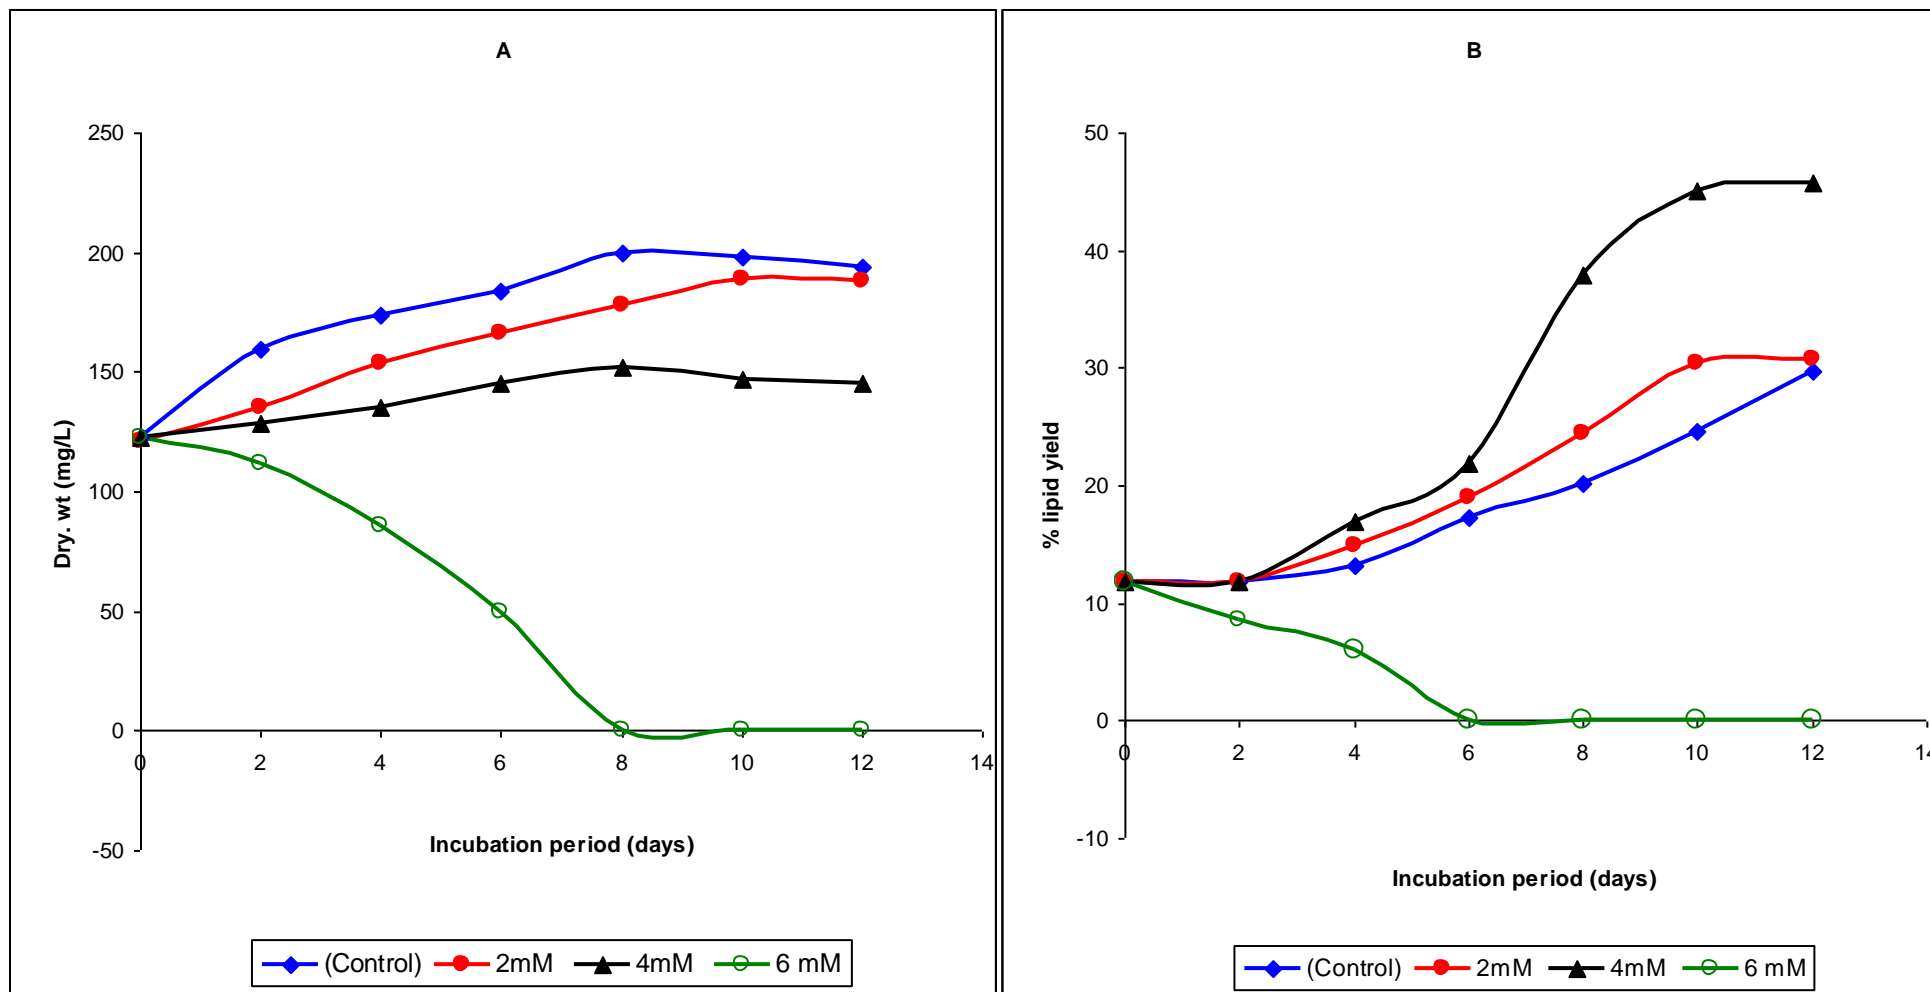 A
250
200
150
100
50
0
-50
Dry. wt (mg/L)
0 2 4 6 8 10 12 14
Incubation period (days)
(Control) 2mM 4mM 6 mM
B
50
40
30
20
10
0
-10
% lipid yield
0 2 4 6 8 10 12 14
Incubation period (days)
(Control) 2mM 4mM 6 mM